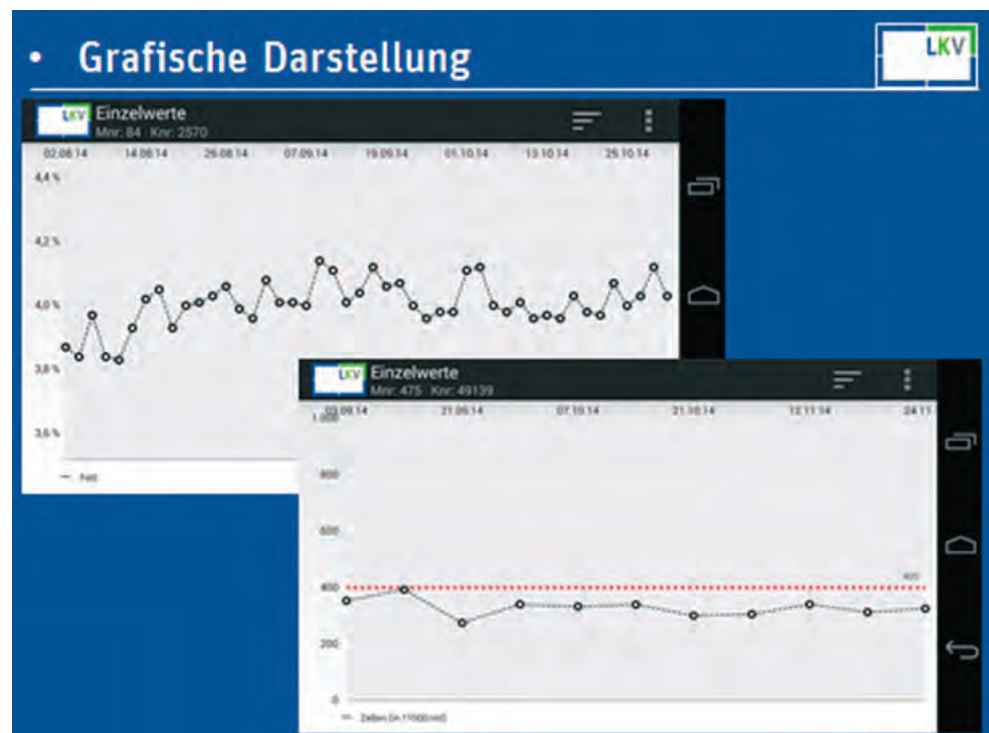 • Grafische Darstellung
LKV
LKV Einzelwerte
Mnr: 84 Knr: 2570
02.08.14 14.08.14 26.08.14 07.09.14 19.09.14 01.10.14 13.10.14 25.10.14
4,4 %
4,2 %
4,0 %
3,8 %
3,6 %
Fett
LKV Einzelwerte
Mnr: 475 Knr: 49139
03.09.14 21.09.14 07.10.14 21.10.14 12.11.14 24.11
1.000
800
600
400
400
200
0
Zellen (in